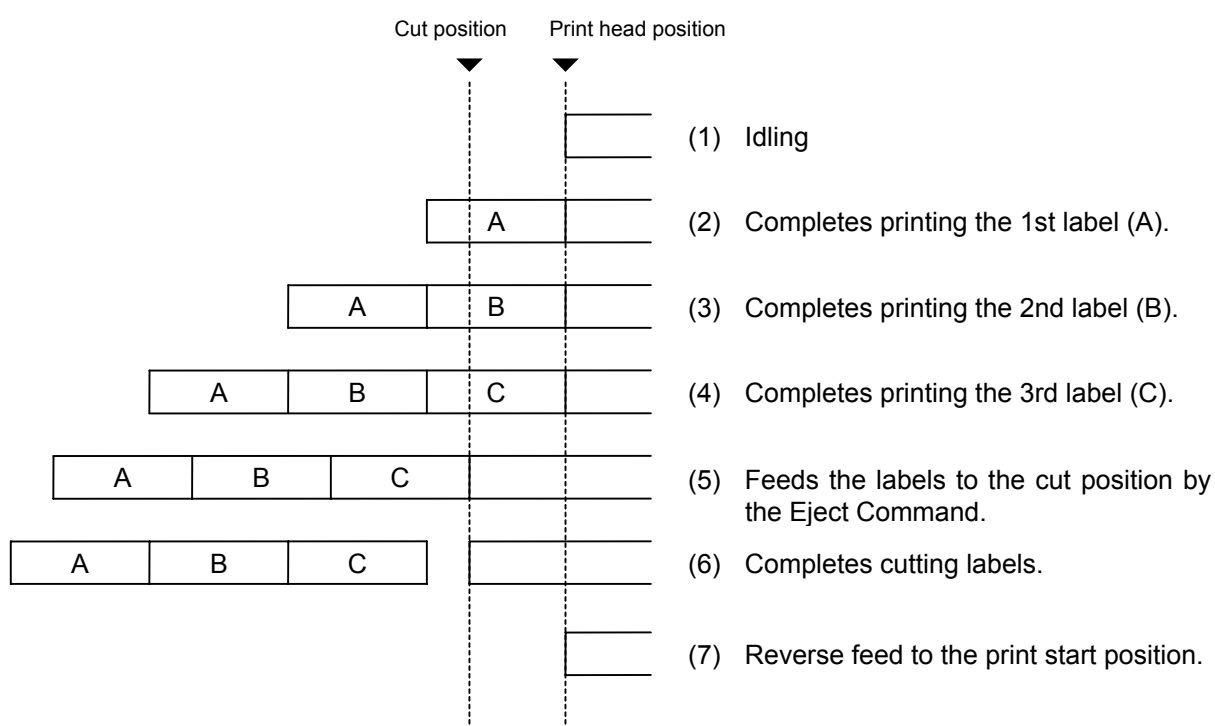 Cut position Print head position
(1) Idling
A (2) Completes printing the 1st label (A).
A B (3) Completes printing the 2nd label (B).
A B C (4) Completes printing the 3rd label (C).
A B C (5) Feeds the labels to the cut position by
the Eject Command.
A B C (6) Completes cutting labels.
(7) Reverse feed to the print start position.